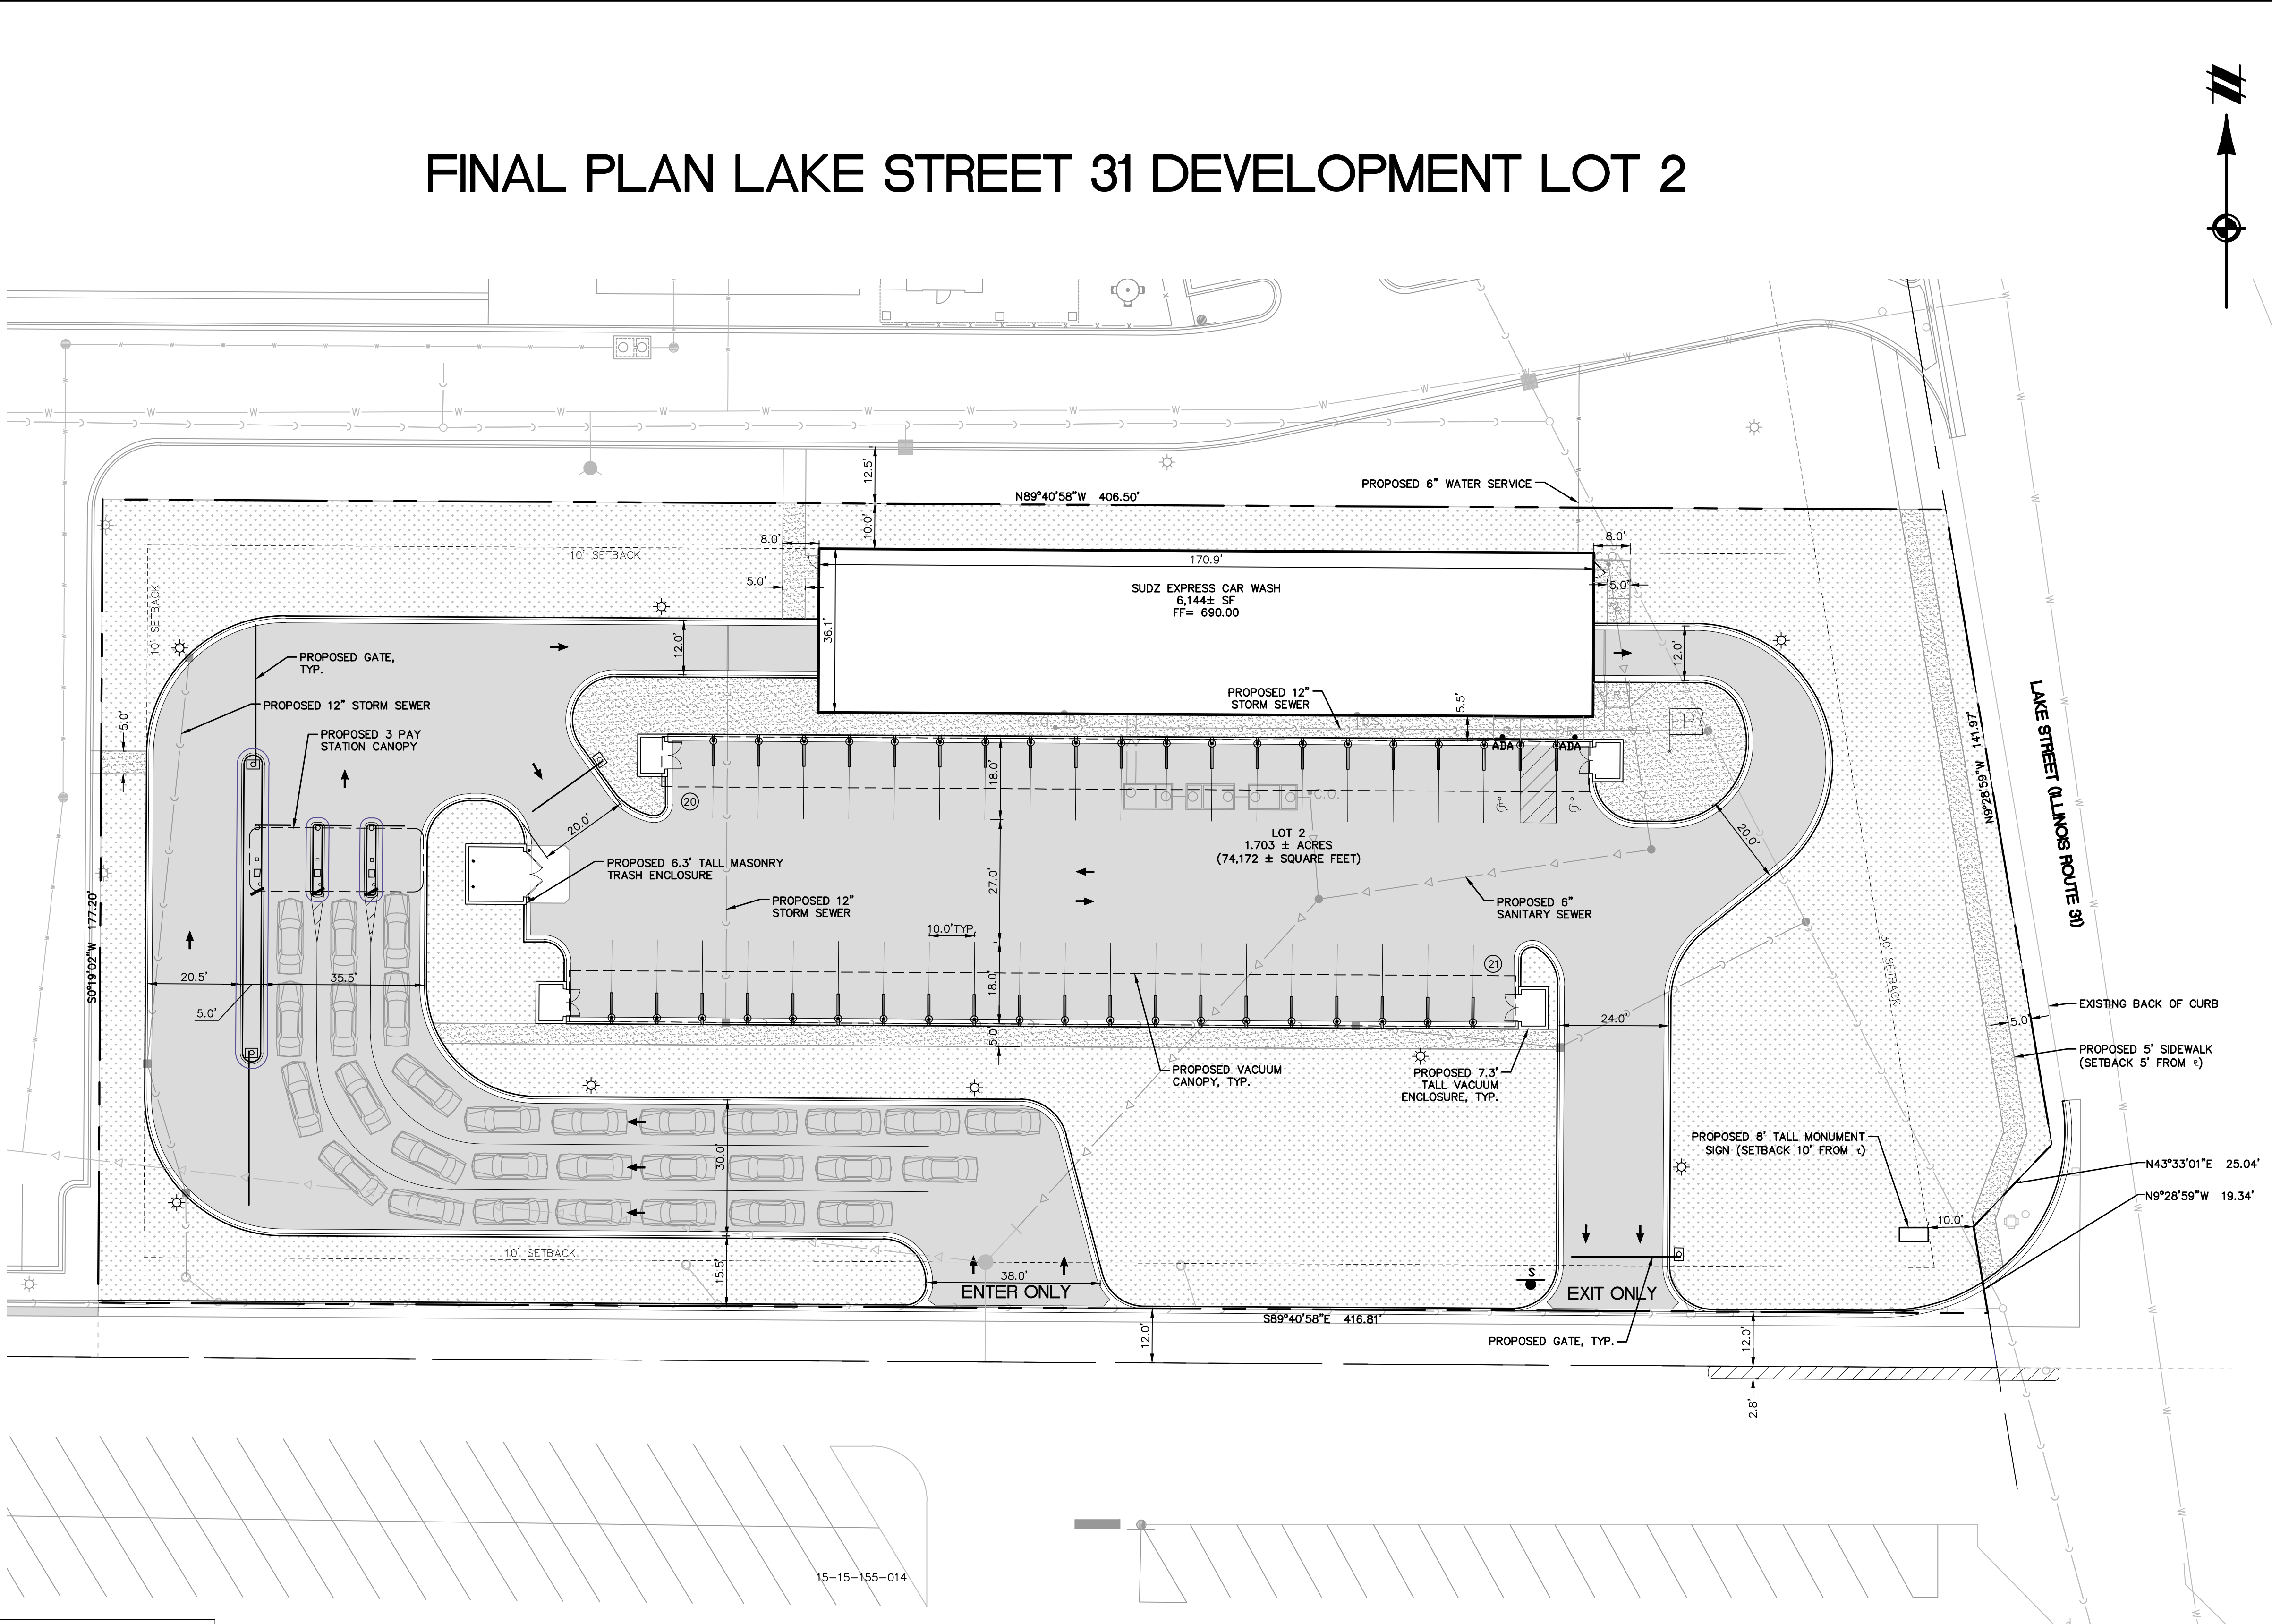 FINAL PLAN LAKE STREET 31 DEVELOPMENT LOT 2
12.5'
N89°40'58"W 406.50'
PROPOSED 6" WATER SERVICE
10.0'
8.0'
8.0'
10' SETBACK
170.9'
5.0'
5.0'
SUDZ EXPRESS CAR WASH
6,144± SF
FF= 690.00
10' SETBACK
36.1'
12.0'
12.0'
PROPOSED GATE,
TYP.
PROPOSED 12" STORM SEWER
PROPOSED 12"
STORM SEWER
5.5'
5.0'
PROPOSED 3 PAY
STATION CANOPY
C.O.
D.S.
D.S.
FP
ADA
ADA
18.0'
C.O.
20
20.0'
20.0'
LOT 2
1.703 ± ACRES
(74,172 ± SQUARE FEET)
PROPOSED 6.3' TALL MASONRY
TRASH ENCLOSURE
27.0'
PROPOSED 12"
STORM SEWER
PROPOSED 6"
SANITARY SEWER
10.0'TYP.
21
N9°28'59"W 141.97'
LAKE STREET (ILLINOIS ROUTE 31)
30' SETBACK
S0°19'02"W 177.20'
20.5'
35.5'
5.0'
18.0'
24.0'
5.0'
EXISTING BACK OF CURB
5.0'
PROPOSED 5' SIDEWALK
(SETBACK 5' FROM ℄)
PROPOSED VACUUM
CANOPY, TYP.
PROPOSED 7.3'
TALL VACUUM
ENCLOSURE, TYP.
30.0'
PROPOSED 8' TALL MONUMENT
SIGN (SETBACK 10' FROM ℄)
N43°33'01"E 25.04'
N9°28'59"W 19.34'
10.0'
10' SETBACK
15.5'
38.0'
ENTER ONLY
S
EXIT ONLY
S89°40'58"E 416.81'
12.0'
PROPOSED GATE, TYP.
12.0'
2.8'
15-15-155-014